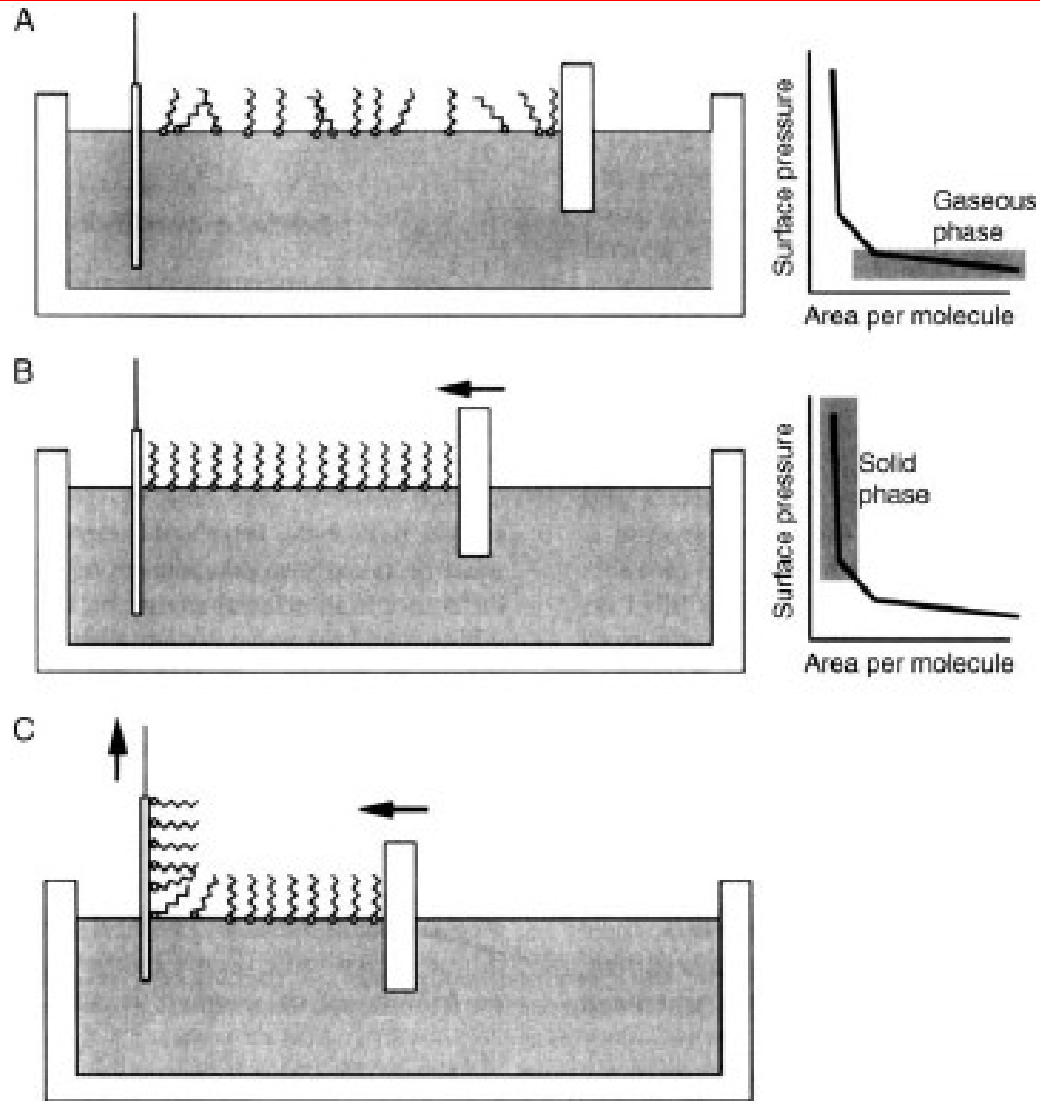 A
Surface pressure
Gaseous
phase
Area per molecule
B
Surface pressure
Solid
phase
Area per molecule
C